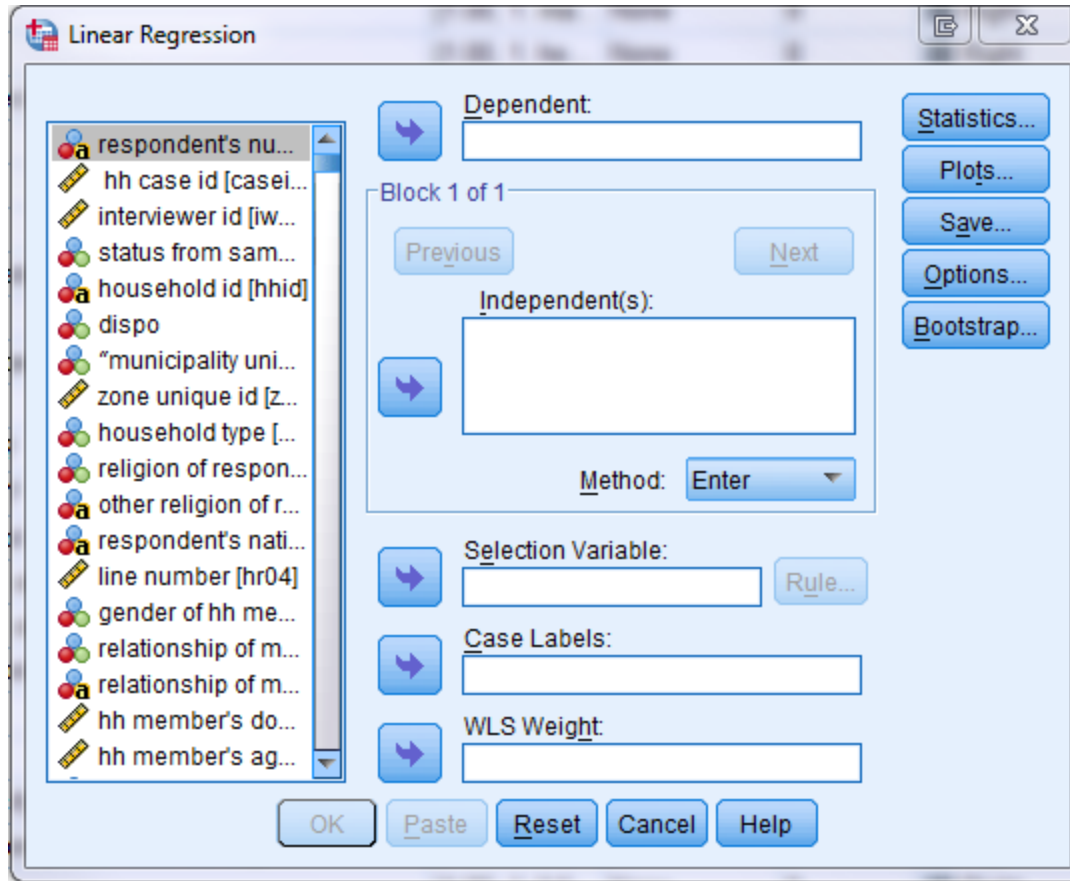 Linear Regression
respondent's nu...
hh case id [casei...
interviewer id [iw...
status from sam...
household id [hhid]
dispo
“municipality uni...
zone unique id [z...
household type [...
religion of respon...
other religion of r...
respondent's nati...
line number [hr04]
gender of hh me...
relationship of m...
relationship of m...
hh member's do...
hh member's ag...
Dependent:
Block 1 of 1
Previous
Next
Independent(s):
Method:
Enter
Selection Variable:
Rule...
Case Labels:
WLS Weight:
Statistics...
Plots...
Save...
Options...
Bootstrap...
OK
Paste
Reset
Cancel
Help